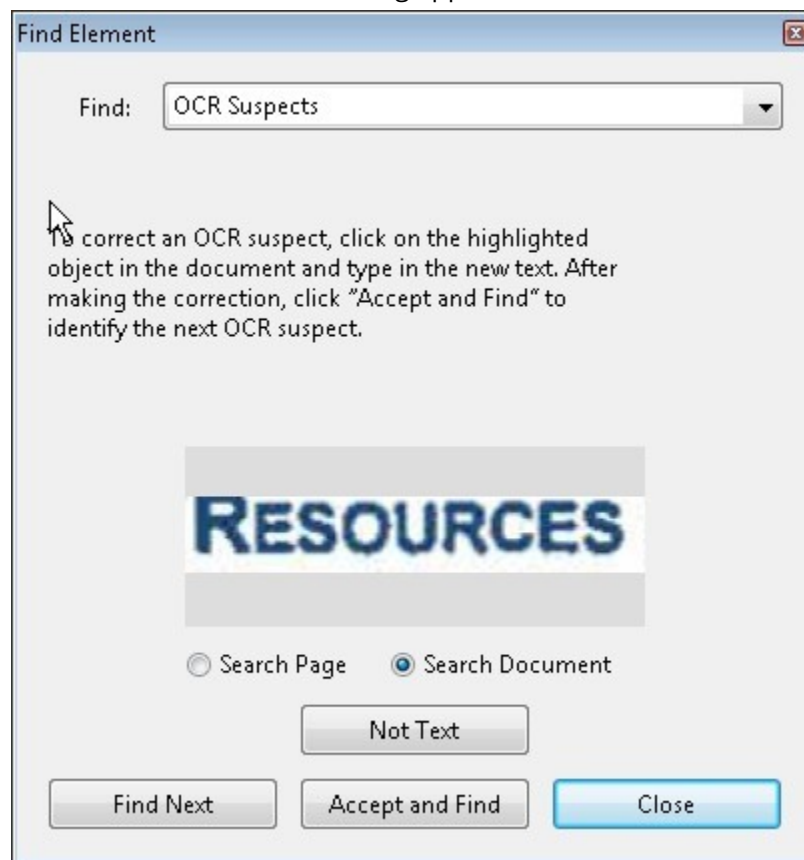 Find Element
Find: OCR Suspects
To correct an OCR suspect, click on the highlighted
object in the document and type in the new text. After
making the correction, click "Accept and Find" to
identify the next OCR suspect.
RESOURCES
Search Page Search Document
Not Text
Find Next Accept and Find Close